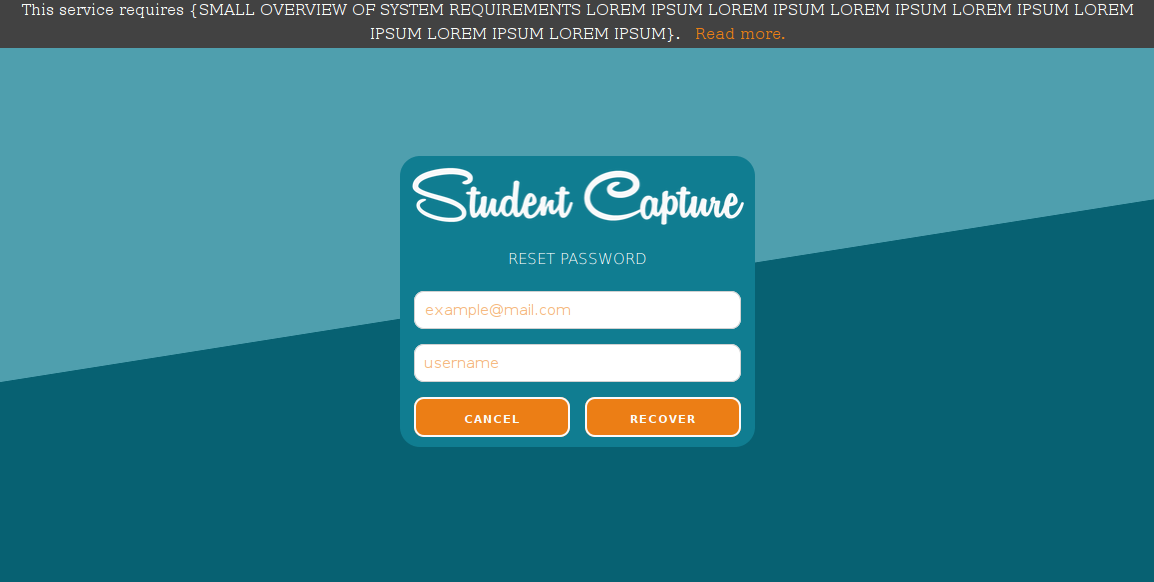 This service requires {SMALL OVERVIEW OF SYSTEM REQUIREMENTS LOREM IPSUM LOREM IPSUM LOREM IPSUM LOREM IPSUM LOREM
IPSUM LOREM IPSUM LOREM IPSUM}. Read more.
Student Capture
RESET PASSWORD
example@mail.com
username
CANCEL RECOVER